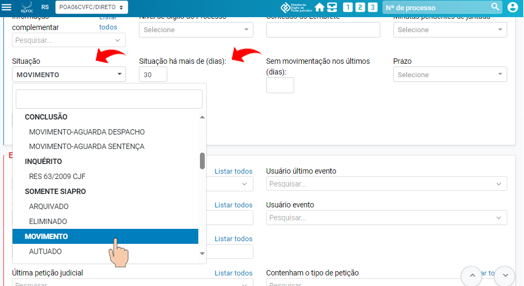 eproc RS POA06CVFC/DIRETO 1 2 3 Nº do processo
Informação complementar Listar todos Nível de Sigilo do Processo Conteúdo do Lembrete Minutas pendentes de juntada
Pesquisar... Selecione Selecione
Situação Situação há mais de (dias): Sem movimentação nos últimos (dias): Prazo
MOVIMENTO 30 Selecione
CONCLUSÃO
MOVIMENTO-AGUARDA DESPACHO
MOVIMENTO-AGUARDA SENTENÇA
INQUÉRITO
RES 63/2009 CJF
SOMENTE SIAPRO
ARQUIVADO
ELIMINADO
MOVIMENTO
AUTUADO
Listar todos Usuário último evento
Pesquisar...
Listar todos Usuário evento
Pesquisar...
Listar todos
Última petição judicial Listar todos Contenham o tipo de petição Listar todos
Pesquisar... Pesquisar...